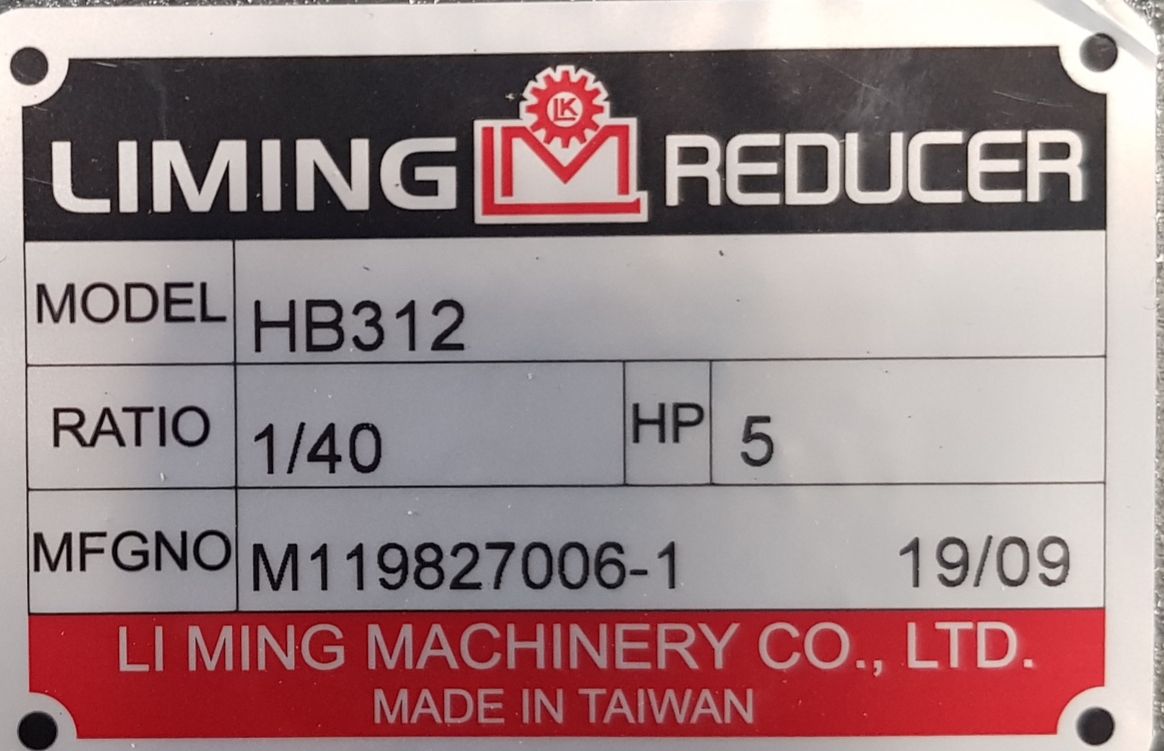 LK
LIMING LM REDUCER
MODEL HB312
RATIO 1/40 HP 5
MFGNO M119827006-1 19/09
LI MING MACHINERY CO., LTD.
MADE IN TAIWAN